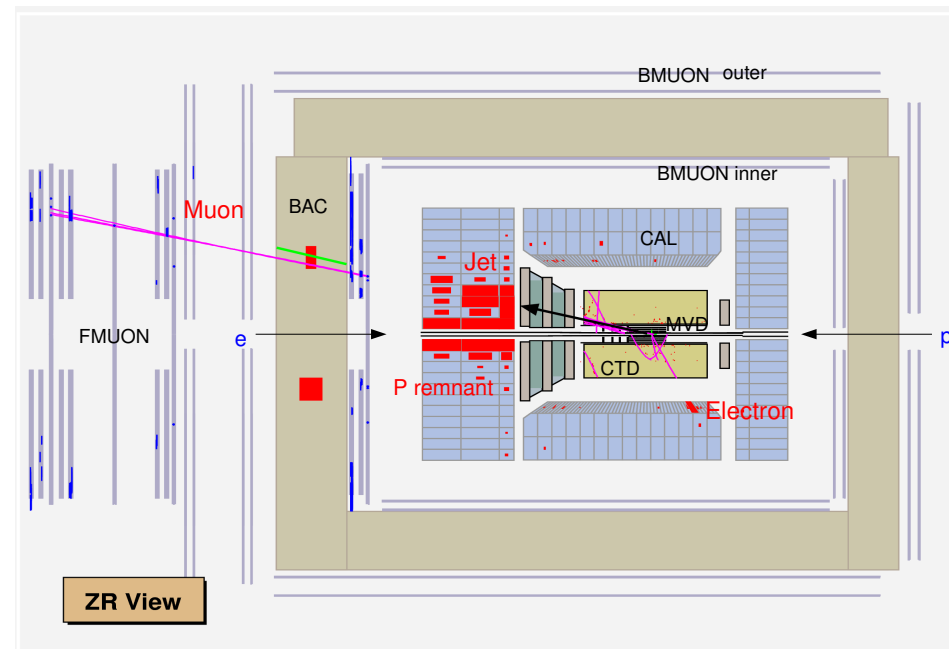 BMUON outer
BMUON inner
Muon
BAC
CAL
Jet
MVD
FMUON
e
p
CTD
P remnant
Electron
ZR View